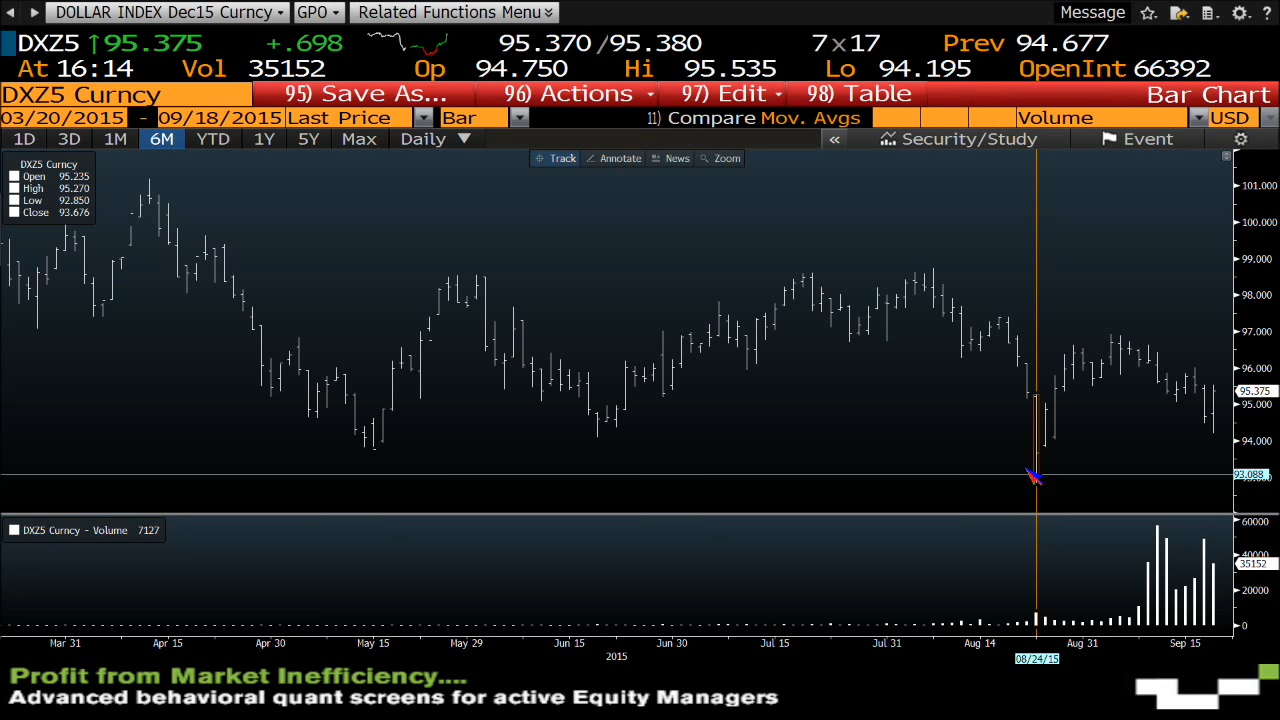 DOLLAR INDEX Dec15 Curncy GPO Related Functions Menu Message ?
DXZ5 ↑95.375 +.698 95.370/95.380 7x17 Prev 94.677
At 16:14 Vol 35152 Op 94.750 Hi 95.535 Lo 94.195 OpenInt 66392
DXZ5 Curncy 95) Save As... 96) Actions 97) Edit 98) Table Bar Chart
03/20/2015 - 09/18/2015 Last Price Bar 11) Compare Mov. Avgs Volume USD
1D 3D 1M 6M YTD 1Y 5Y Max Daily ▼ « Security/Study Event
Track Annotate News Zoom
DXZ5 Curncy
Open 95.235
High 95.270
Low 92.850
Close 93.676
101.000
100.000
99.000
98.000
97.000
96.000
95.375
95.000
94.000
93.088
DXZ5 Curncy - Volume 7127
60000
40000
35152
20000
0
Mar 31 Apr 15 Apr 30 May 15 May 29 Jun 15 Jun 30 Jul 15 Jul 31 Aug 14 Aug 31 Sep 15
2015
08/24/15
Profit from Market Inefficiency....
Advanced behavioral quant screens for active Equity Managers